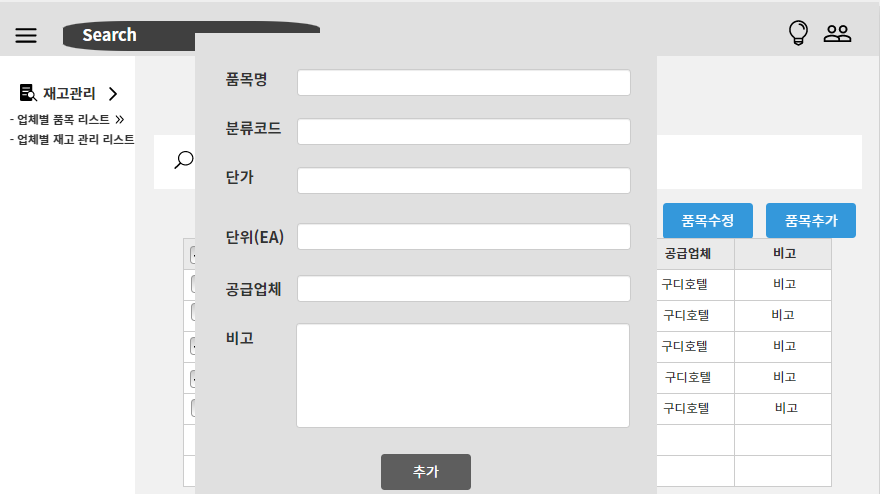 Search
재고관리
- 업체별 품목 리스트 »
- 업체별 재고 관리 리스트
품목명
분류코드
단가
단위(EA)
공급업체
비고
추가
품목수정 품목추가
공급업체 비고
구디호텔 비고
구디호텔 비고
구디호텔 비고
구디호텔 비고
구디호텔 비고